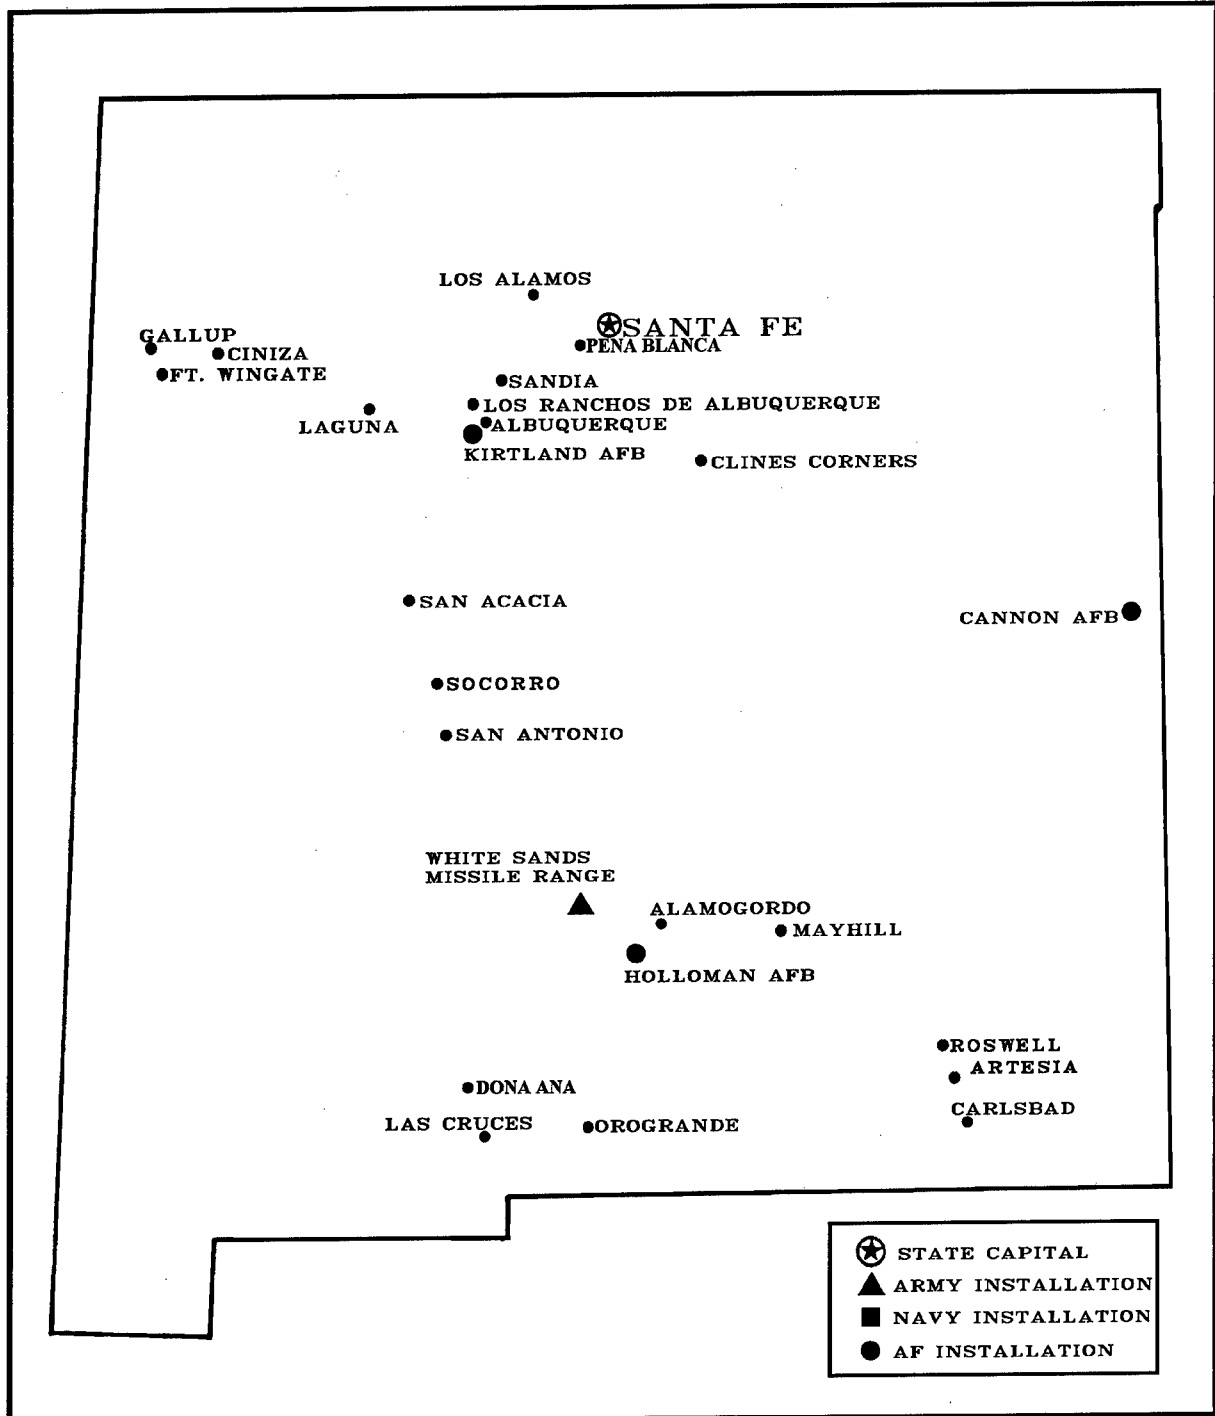 LOS ALAMOS
SANTA FE
GALLUP
PENA BLANCA
CINIZA
FT. WINGATE
SANDIA
LOS RANCHOS DE ALBUQUERQUE
LAGUNA
ALBUQUERQUE
KIRTLAND AFB
CLINES CORNERS
SAN ACACIA
CANNON AFB
SOCORRO
SAN ANTONIO
WHITE SANDS
MISSILE RANGE
ALAMOGORDO
MAYHILL
HOLLOMAN AFB
ROSWELL
ARTESIA
DONA ANA
CARLSBAD
LAS CRUCES
OROGRANDE
STATE CAPITAL
ARMY INSTALLATION
NAVY INSTALLATION
AF INSTALLATION